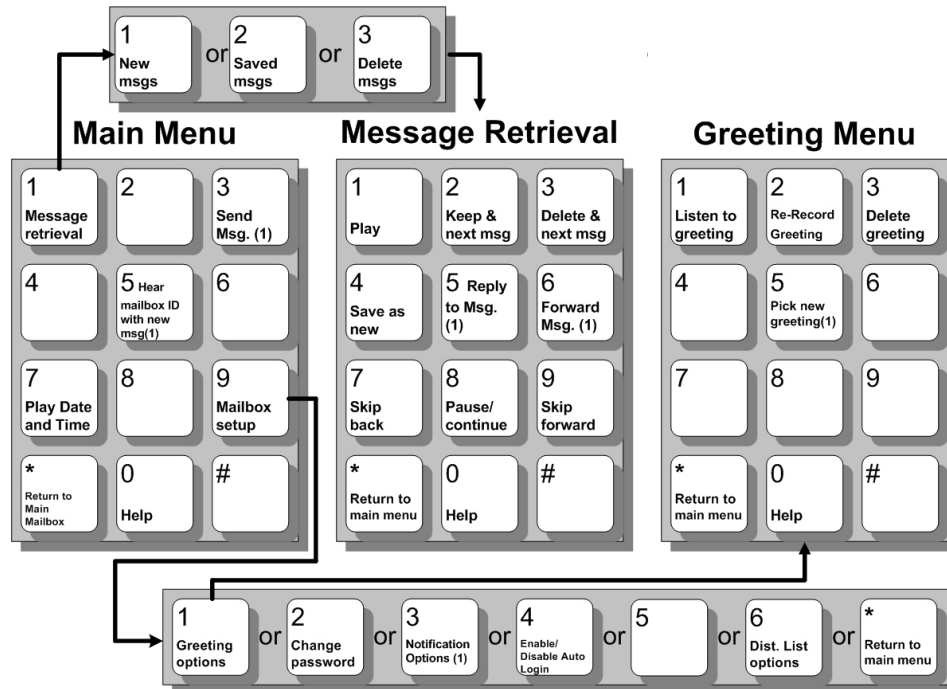 1
New
msgs
or
2
Saved
msgs
or
3
Delete
msgs
Main Menu
1
Message
retrieval
2
3
Send
Msg. (1)
4
5 Hear
mailbox ID
with new
msg(1)
6
7
Play Date
and Time
8
9
Mailbox
setup
*
Return to
Main
Mailbox
0
Help
#
Message Retrieval
1
Play
2
Keep &
next msg
3
Delete &
next msg
4
Save as
new
5 Reply
to Msg.
(1)
6
Forward
Msg. (1)
7
Skip
back
8
Pause/
continue
9
Skip
forward
*
Return to
main menu
0
Help
#
Greeting Menu
1
Listen to
greeting
2
Re-Record
Greeting
3
Delete
greeting
4
5
Pick new
greeting(1)
6
7
8
9
*
Return to
main menu
0
Help
#
1
Greeting
options
or
2
Change
password
or
3
Notification
Options (1)
or
4
Enable/
Disable Auto
Login
or
5
or
6
Dist. List
options
or
*
Return to
main menu